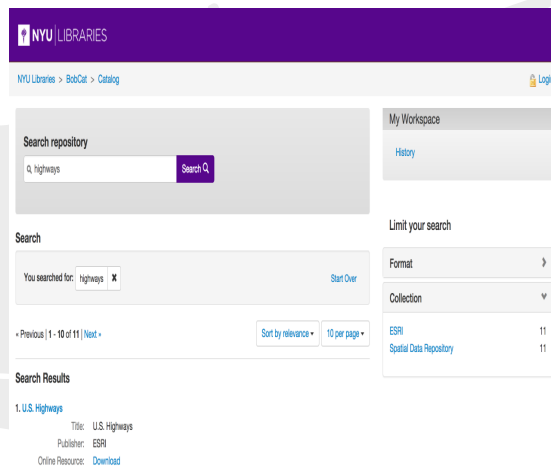 NYU LIBRARIES
NYU Libraries > BobCat > Catalog
Login
Search repository
highways
Search
My Workspace
History
Search
You searched for: highways ✖
Start Over
Limit your search
Format
Collection
ESRI 11
Spatial Data Repository 11
« Previous | 1 - 10 of 11 | Next »
Sort by relevance
10 per page
Search Results
1. U.S. Highways
Title: U.S. Highways
Publisher: ESRI
Online Resource: Download